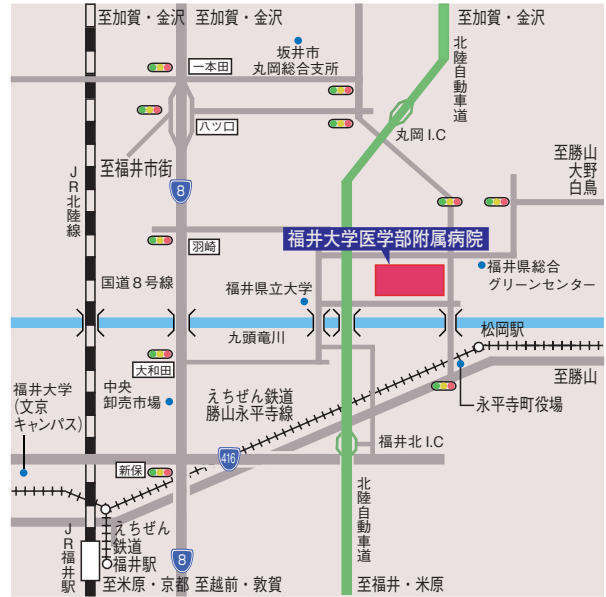 至加賀・金沢
至加賀・金沢
至加賀・金沢
一本田
坂井市
丸岡総合支所
北陸自動車道
八ツ口
丸岡I.C
至福井市街
至勝山
大野
白鳥
JR北陸線
8
羽崎
福井大学医学部附属病院
国道8号線
福井県立大学
福井県総合
グリーンセンター
九頭竜川
松岡駅
大和田
福井大学
(文京
キャンパス)
中央
卸売市場
えちぜん鉄道
勝山永平寺線
至勝山
永平寺町役場
福井北I.C
416
新保
北陸自動車道
JR福井駅
えちぜん
鉄道
福井駅
8
至米原・京都
至越前・敦賀
至福井・米原